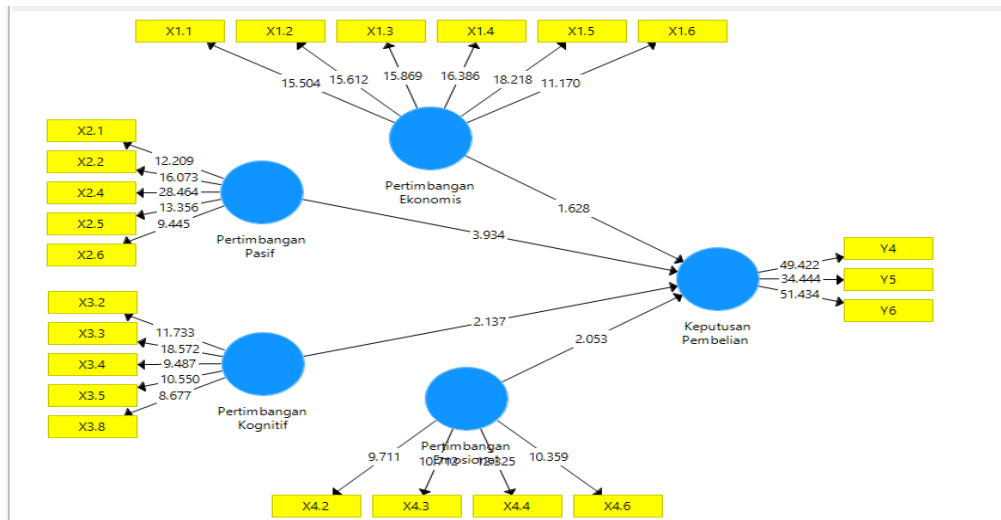 X1.1 X1.2 X1.3 X1.4 X1.5 X1.6
15.504 15.612 15.869 16.386 18.218 11.170
Pertimbangan
Ekonomis
X2.1
X2.2
X2.4
X2.5
X2.6
12.209
16.073
28.464
13.356
9.445
Pertimbangan
Pasif
1.628
3.934
2.137
2.053
Y4
Y5
Y6
49.422
34.444
51.434
Keputusan
Pembelian
X3.2
X3.3
X3.4
X3.5
X3.8
11.733
18.572
9.487
10.550
8.677
Pertimbangan
Kognitif
Pertimbangan
Emosional
9.711 10.359
X4.2 X4.3 X4.4 X4.6